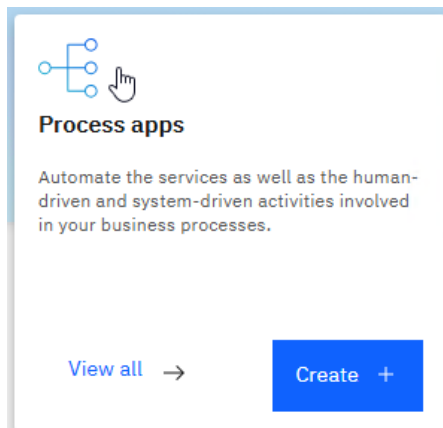 Process apps
Automate the services as well as the human-
driven and system-driven activities involved
in your business processes.
View all →
Create +